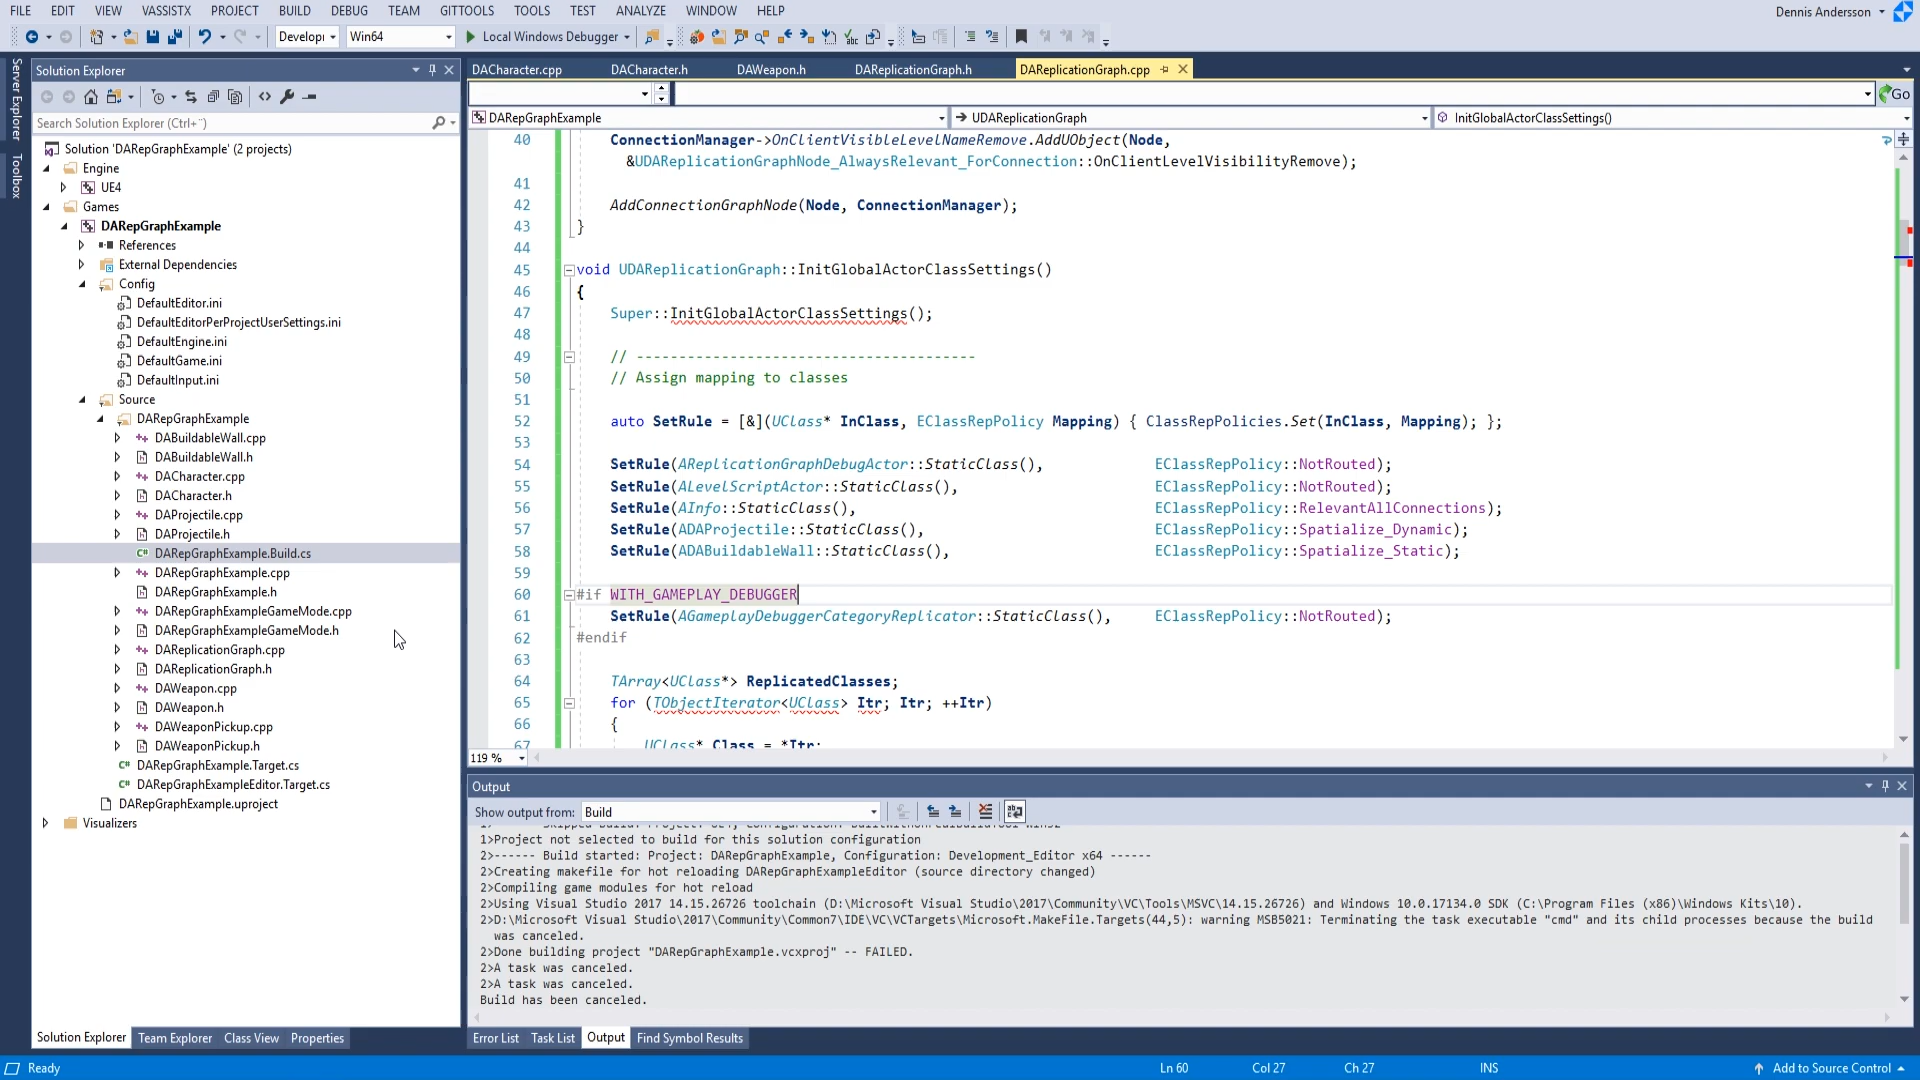 FILE EDIT VIEW VASSISTX PROJECT BUILD DEBUG TEAM GITTOOLS TOOLS TEST ANALYZE WINDOW HELP
Dennis Andersson
Develop Win64 Local Windows Debugger
Server Explorer
Toolbox
Solution Explorer
Search Solution Explorer (Ctrl+¨)
Solution 'DARepGraphExample' (2 projects)
Engine
UE4
Games
DARepGraphExample
References
External Dependencies
Config
DefaultEditor.ini
DefaultEditorPerProjectUserSettings.ini
DefaultEngine.ini
DefaultGame.ini
DefaultInput.ini
Source
DARepGraphExample
DABuildableWall.cpp
DABuildableWall.h
DACharacter.cpp
DACharacter.h
DAProjectile.cpp
DAProjectile.h
DARepGraphExample.Build.cs
DARepGraphExample.cpp
DARepGraphExample.h
DARepGraphExampleGameMode.cpp
DARepGraphExampleGameMode.h
DAReplicationGraph.cpp
DAReplicationGraph.h
DAWeapon.cpp
DAWeapon.h
DAWeaponPickup.cpp
DAWeaponPickup.h
DARepGraphExample.Target.cs
DARepGraphExampleEditor.Target.cs
DARepGraphExample.uproject
Visualizers
Solution Explorer Team Explorer Class View Properties
DACharacter.cpp DACharacter.h DAWeapon.h DAReplicationGraph.h DAReplicationGraph.cpp
Go
DARepGraphExample UDAReplicationGraph InitGlobalActorClassSettings()
40 ConnectionManager->OnClientVisibleLevelNameRemove.AddUObject(Node,
&UDAReplicationGraphNode_AlwaysRelevant_ForConnection::OnClientLevelVisibilityRemove);
41
42 AddConnectionGraphNode(Node, ConnectionManager);
43 }
44
45 void UDAReplicationGraph::InitGlobalActorClassSettings()
46 {
47 Super::InitGlobalActorClassSettings();
48
49 // ----------------------------------------
50 // Assign mapping to classes
51
52 auto SetRule = [&](UClass* InClass, EClassRepPolicy Mapping) { ClassRepPolicies.Set(InClass, Mapping); };
53
54 SetRule(AReplicationGraphDebugActor::StaticClass(), EClassRepPolicy::NotRouted);
55 SetRule(ALevelScriptActor::StaticClass(), EClassRepPolicy::NotRouted);
56 SetRule(AInfo::StaticClass(), EClassRepPolicy::RelevantAllConnections);
57 SetRule(ADAProjectile::StaticClass(), EClassRepPolicy::Spatialize_Dynamic);
58 SetRule(ADABuildableWall::StaticClass(), EClassRepPolicy::Spatialize_Static);
59
60 #if WITH_GAMEPLAY_DEBUGGER
61 SetRule(AGameplayDebuggerCategoryReplicator::StaticClass(), EClassRepPolicy::NotRouted);
62 #endif
63
64 TArray<UClass*> ReplicatedClasses;
65 for (TObjectIterator<UClass> Itr; Itr; ++Itr)
66 {
67 UClass* Class = *Itr;
119 %
Output
Show output from: Build
1>Project not selected to build for this solution configuration
2>------ Build started: Project: DARepGraphExample, Configuration: Development_Editor x64 ------
2>Creating makefile for hot reloading DARepGraphExampleEditor (source directory changed)
2>Compiling game modules for hot reload
2>Using Visual Studio 2017 14.15.26726 toolchain (D:\Microsoft Visual Studio\2017\Community\VC\Tools\MSVC\14.15.26726) and Windows 10.0.17134.0 SDK (C:\Program Files (x86)\Windows Kits\10).
2>D:\Microsoft Visual Studio\2017\Community\Common7\IDE\VC\VCTargets\Microsoft.MakeFile.Targets(44,5): warning MSB5021: Terminating the task executable "cmd" and its child processes because the build
was canceled.
2>Done building project "DARepGraphExample.vcxproj" -- FAILED.
2>A task was canceled.
2>A task was canceled.
Build has been canceled.
Error List Task List Output Find Symbol Results
Ready Ln 60 Col 27 Ch 27 INS Add to Source Control